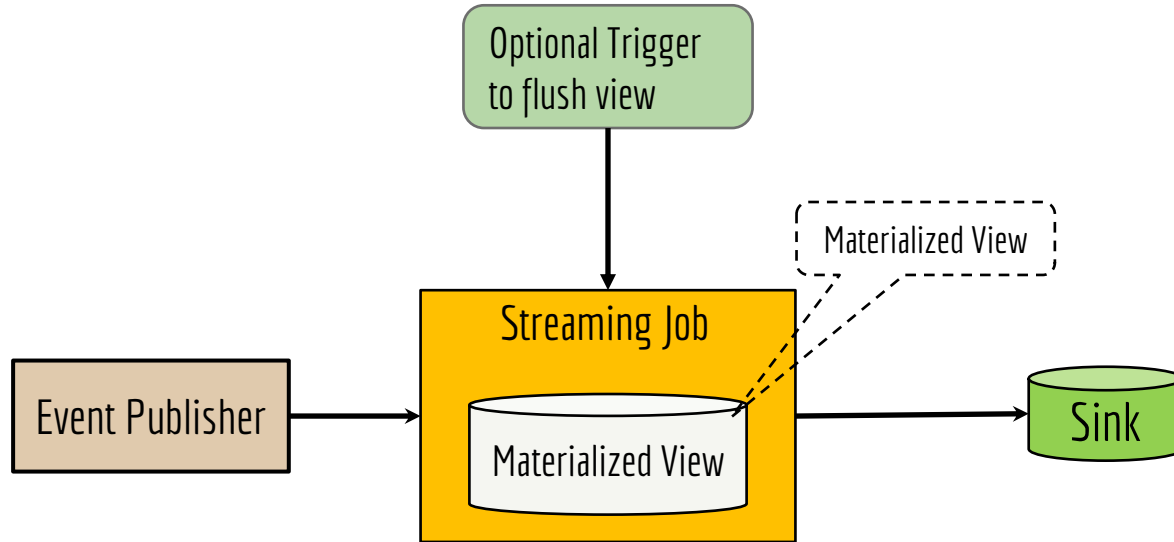 Optional Trigger
to flush view
Materialized View
Streaming Job
Event Publisher
Materialized View
Sink